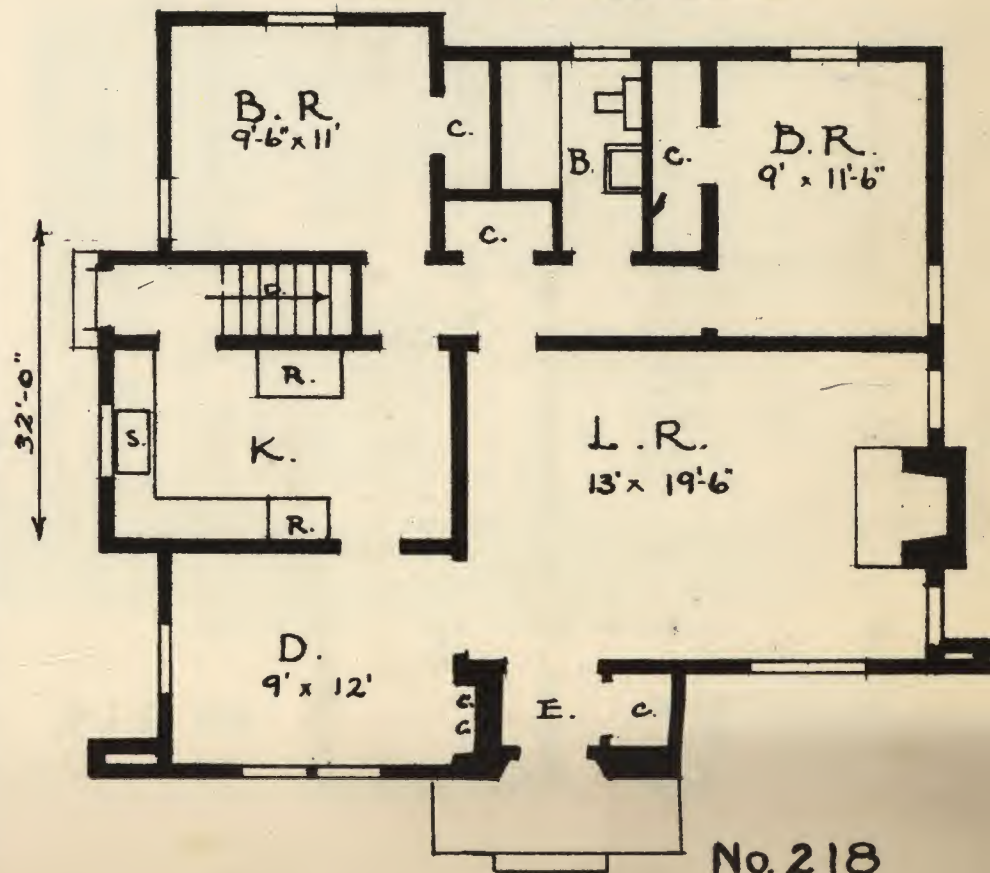 B. R.
9'-6" x 11'
C.
B.
C.
B. R.
9' x 11'-6"
C.
D.
32'-0"
R.
S.
K.
R.
L. R.
13' x 19'-6"
D.
9' x 12'
C.
C.
E.
C.
No. 218